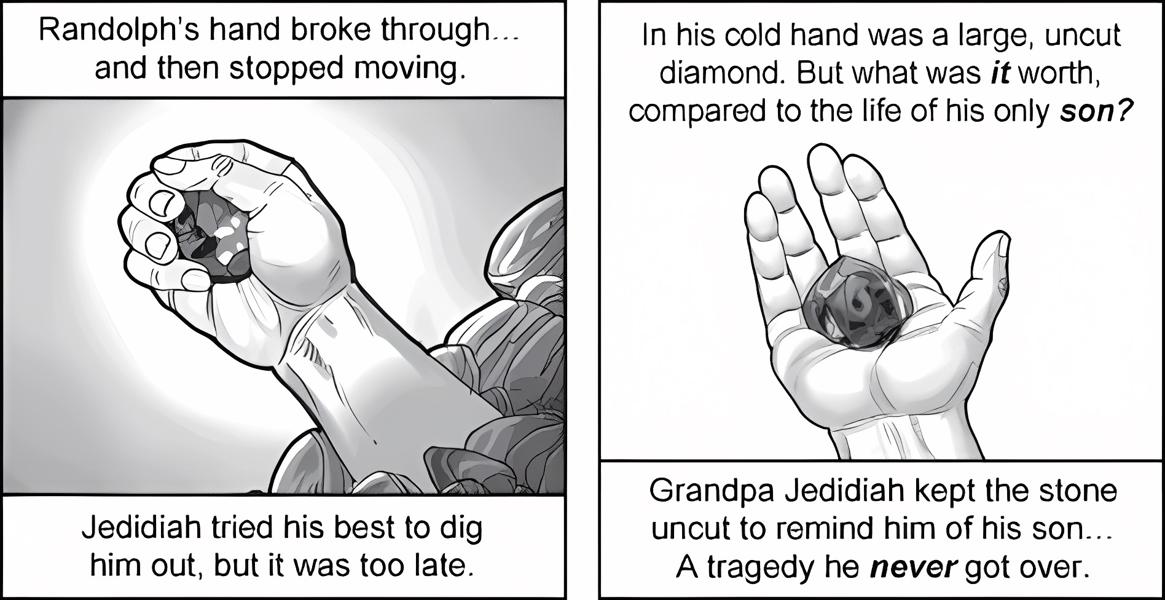 Randolph's hand broke through...
and then stopped moving.
Jedidiah tried his best to dig
him out, but it was too late.
In his cold hand was a large, uncut
diamond. But what was it worth,
compared to the life of his only son?
Grandpa Jedidiah kept the stone
uncut to remind him of his son...
A tragedy he never got over.